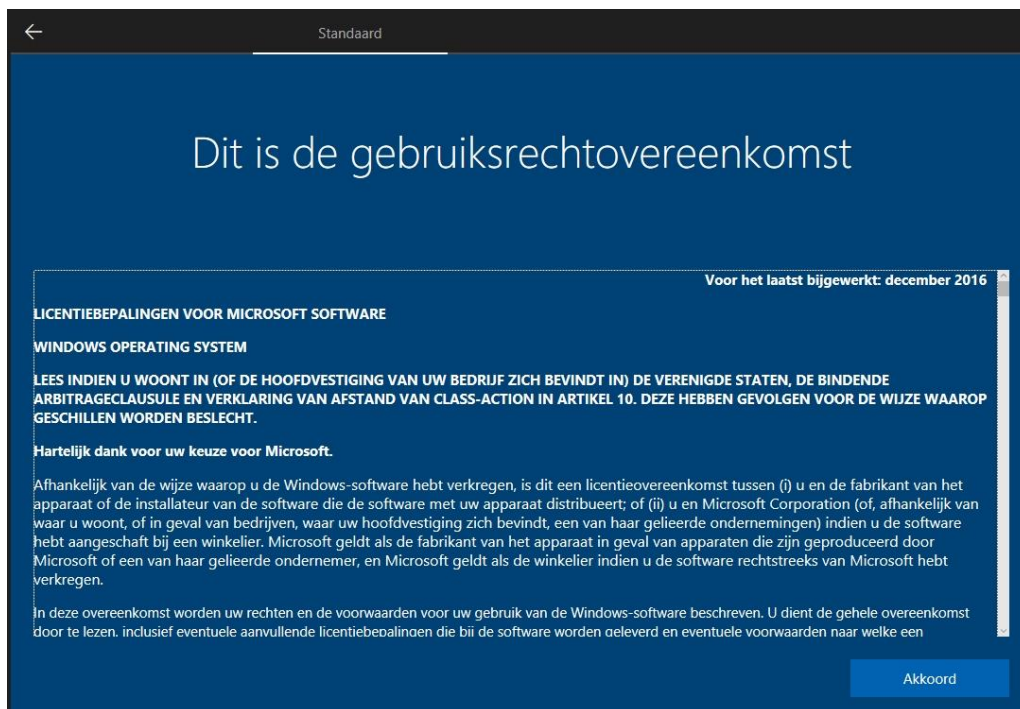 Standaard
Dit is de gebruiksrechtovereenkomst
Voor het laatst bijgewerkt: december 2016
LICENTIEBEPALINGEN VOOR MICROSOFT SOFTWARE
WINDOWS OPERATING SYSTEM
LEES INDIEN U WOONT IN (OF DE HOOFDVESTIGING VAN UW BEDRIJF ZICH BEVINDT IN) DE VERENIGDE STATEN, DE BINDENDE
ARBITRAGECLAUSULE EN VERKLARING VAN AFSTAND VAN CLASS-ACTION IN ARTIKEL 10. DEZE HEBBEN GEVOLGEN VOOR DE WIJZE WAAROP
GESCHILLEN WORDEN BESLECHT.
Hartelijk dank voor uw keuze voor Microsoft.
Afhankelijk van de wijze waarop u de Windows-software hebt verkregen, is dit een licentieovereenkomst tussen (i) u en de fabrikant van het
apparaat of de installateur van de software die de software met uw apparaat distribueert; of (ii) u en Microsoft Corporation (of, afhankelijk van
waar u woont, of in geval van bedrijven, waar uw hoofdvestiging zich bevindt, een van haar gelieerde ondernemingen) indien u de software
hebt aangeschaft bij een winkelier. Microsoft geldt als de fabrikant van het apparaat in geval van apparaten die zijn geproduceerd door
Microsoft of een van haar gelieerde ondernemer, en Microsoft geldt als de winkelier indien u de software rechtstreeks van Microsoft hebt
verkregen.
In deze overeenkomst worden uw rechten en de voorwaarden voor uw gebruik van de Windows-software beschreven. U dient de gehele overeenkomst
door te lezen, inclusief eventuele aanvullende licentiebepalingen die bij de software worden geleverd en eventuele voorwaarden naar welke een
Akkoord